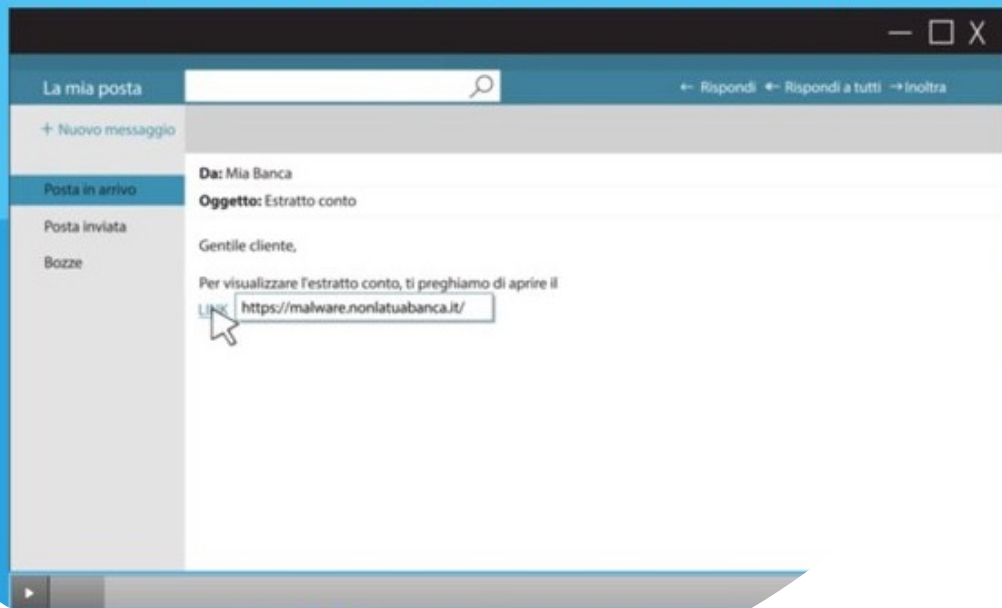 La mia posta
← Rispondi ← Rispondi a tutti → Inoltra
+ Nuovo messaggio
Posta in arrivo
Posta inviata
Bozze
Da: Mia Banca
Oggetto: Estratto conto
Gentile cliente,
Per visualizzare l'estratto conto, ti preghiamo di aprire il
LINK https://malware.nonlatuabanca.it/